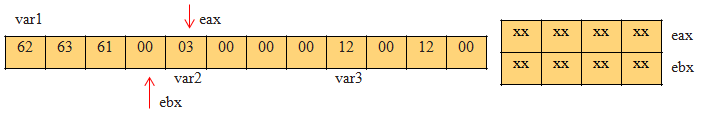 var1 eax
62 63 61 00 03 00 00 00 12 00 12 00
var2 var3
ebx
xx xx xx xx eax
xx xx xx xx ebx